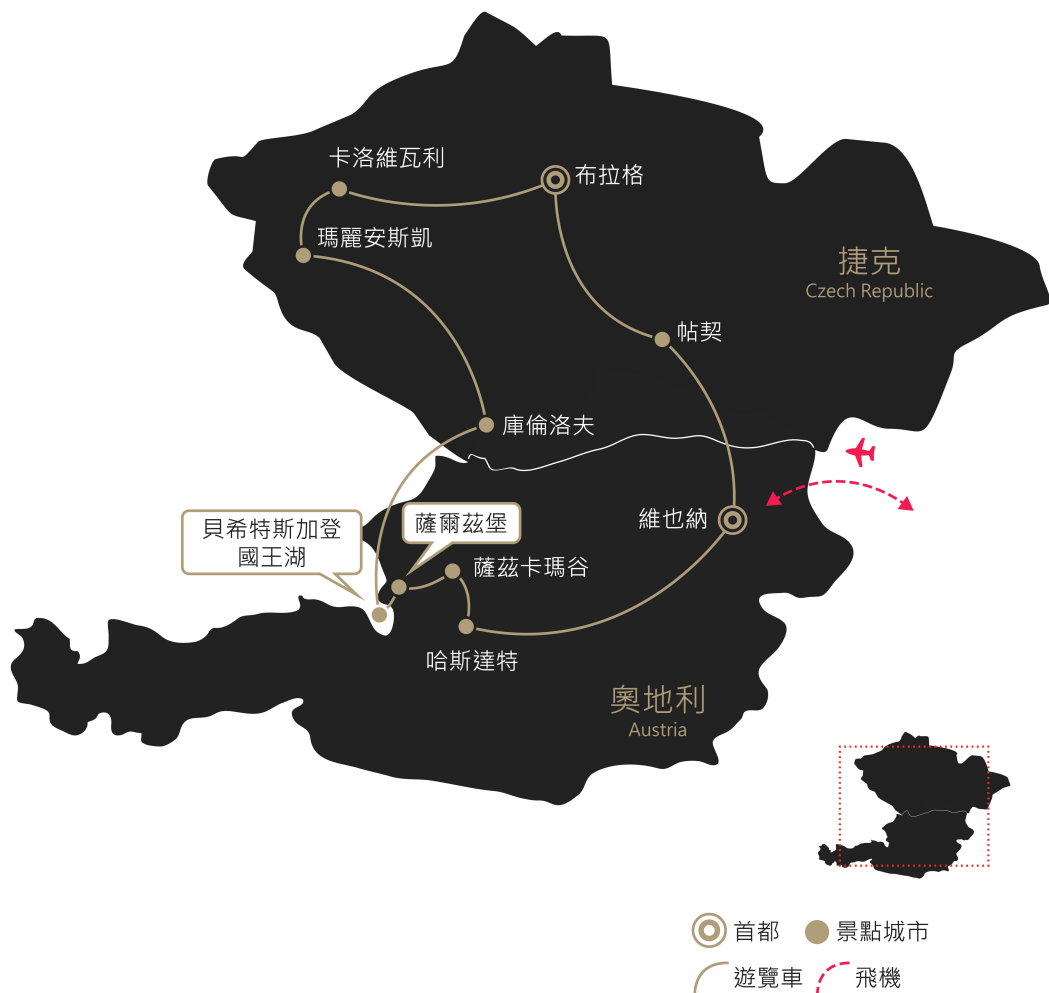 卡洛維瓦利
布拉格
瑪麗安斯凱
捷克
Czech Republic
帖契
庫倫洛夫
維也納
薩爾茲堡
貝希特斯加登
國王湖
薩茲卡瑪谷
哈斯達特
奧地利
Austria
首都
景點城市
遊覽車
飛機